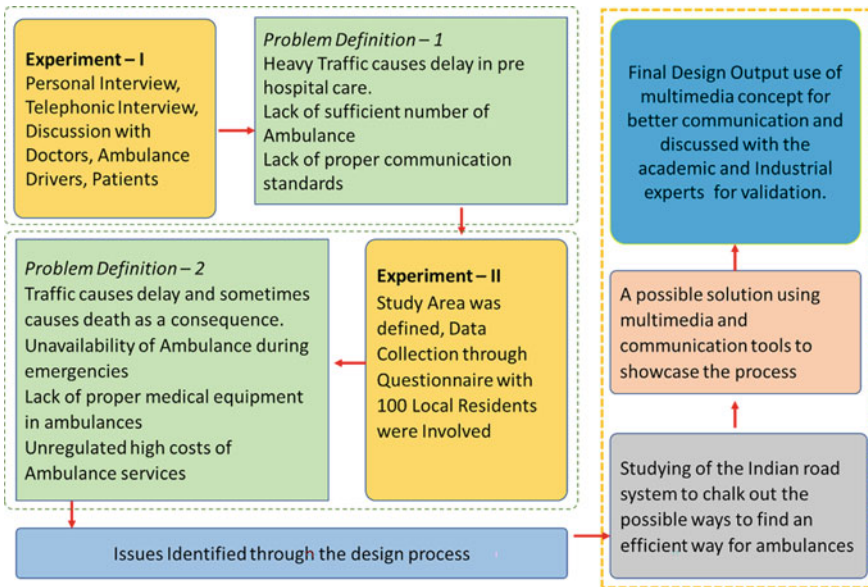 Experiment – I
Personal Interview,
Telephonic Interview,
Discussion with
Doctors, Ambulance
Drivers, Patients
Problem Definition – 1
Heavy Traffic causes delay in pre
hospital care.
Lack of sufficient number of
Ambulance
Lack of proper communication
standards
Experiment – II
Study Area was
defined, Data
Collection through
Questionnaire with
100 Local Residents
were Involved
Problem Definition – 2
Traffic causes delay and sometimes
causes death as a consequence.
Unavailability of Ambulance during
emergencies
Lack of proper medical equipment
in ambulances
Unregulated high costs of
Ambulance services
Issues Identified through the design process
Studying of the Indian road
system to chalk out the
possible ways to find an
efficient way for ambulances
A possible solution using
multimedia and
communication tools to
showcase the process
Final Design Output use of
multimedia concept for
better communication and
discussed with the
academic and Industrial
experts for validation.